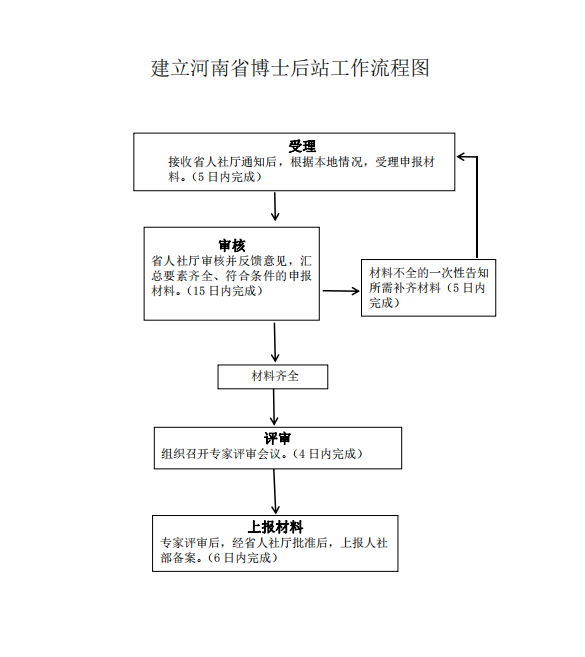 建立河南省博士后站工作流程图
受理
接收省人社厅通知后，根据本地情况，受理申报材
料。（5 日内完成）
审核
省人社厅审核并反馈意见，汇
总要素齐全、符合条件的申报
材料。（15 日内完成）
材料不全的一次性告知
所需补齐材料（5 日内
完成）
材料齐全
评审
组织召开专家评审会议。（4 日内完成）
上报材料
专家评审后，经省人社厅批准后，上报人社
部备案。（6 日内完成）